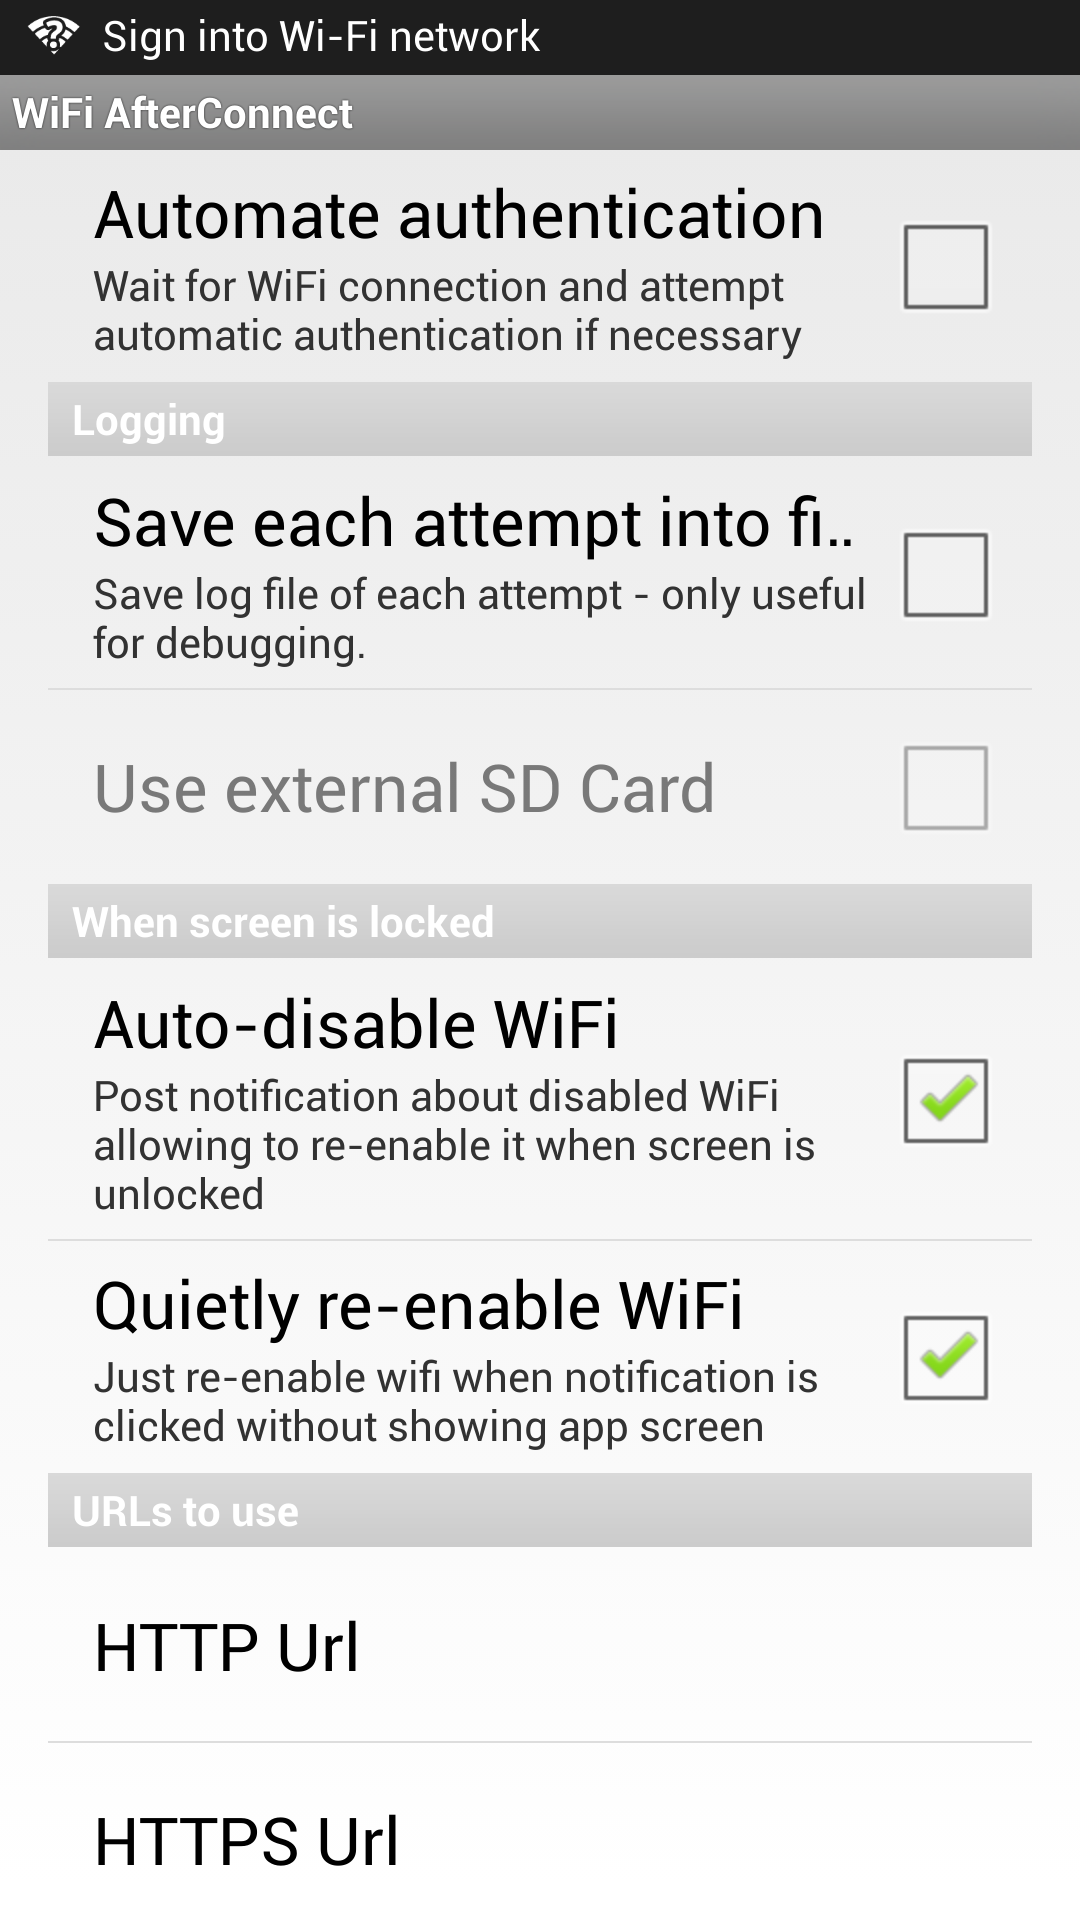 Sign into Wi-Fi network
WiFi AfterConnect
Automate authentication
Wait for WiFi connection and attempt
automatic authentication if necessary
Logging
Save each attempt into fi..
Save log file of each attempt - only useful
for debugging.
Use external SD Card
When screen is locked
Auto-disable WiFi
Post notification about disabled WiFi
allowing to re-enable it when screen is
unlocked
Quietly re-enable WiFi
Just re-enable wifi when notification is
clicked without showing app screen
URLs to use
HTTP Url
HTTPS Url